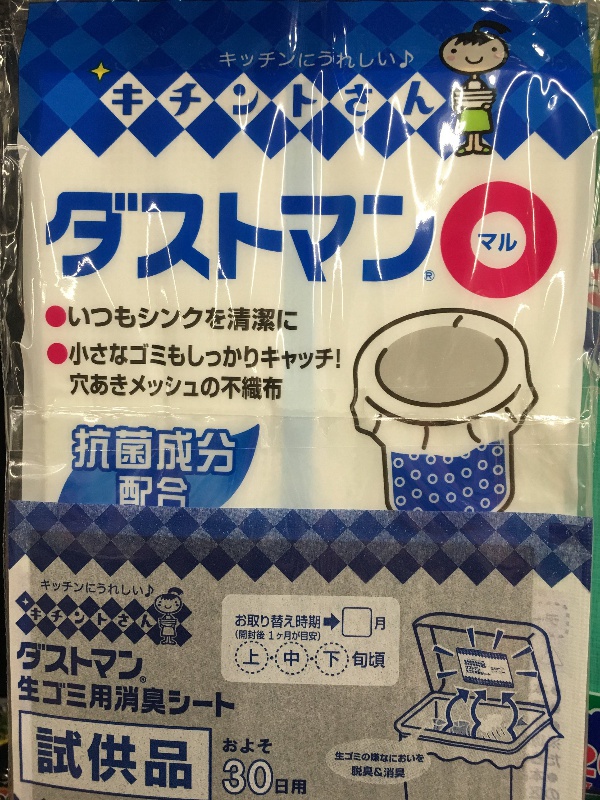 キッチンにうれしい♪
キチントさん
ダストマン®
マル
●いつもシンクを清潔に
●小さなゴミもしっかりキャッチ!
穴あきメッシュの不織布
抗菌成分
配合
キッチンにうれしい♪
キチントさん
ダストマン®
生ゴミ用消臭シート
試供品
およそ
30日用
お取り替え時期➡□月
(開封後1ヶ月が目安)
上・中・下 旬頃
生ゴミの嫌なにおいを
脱臭&消臭